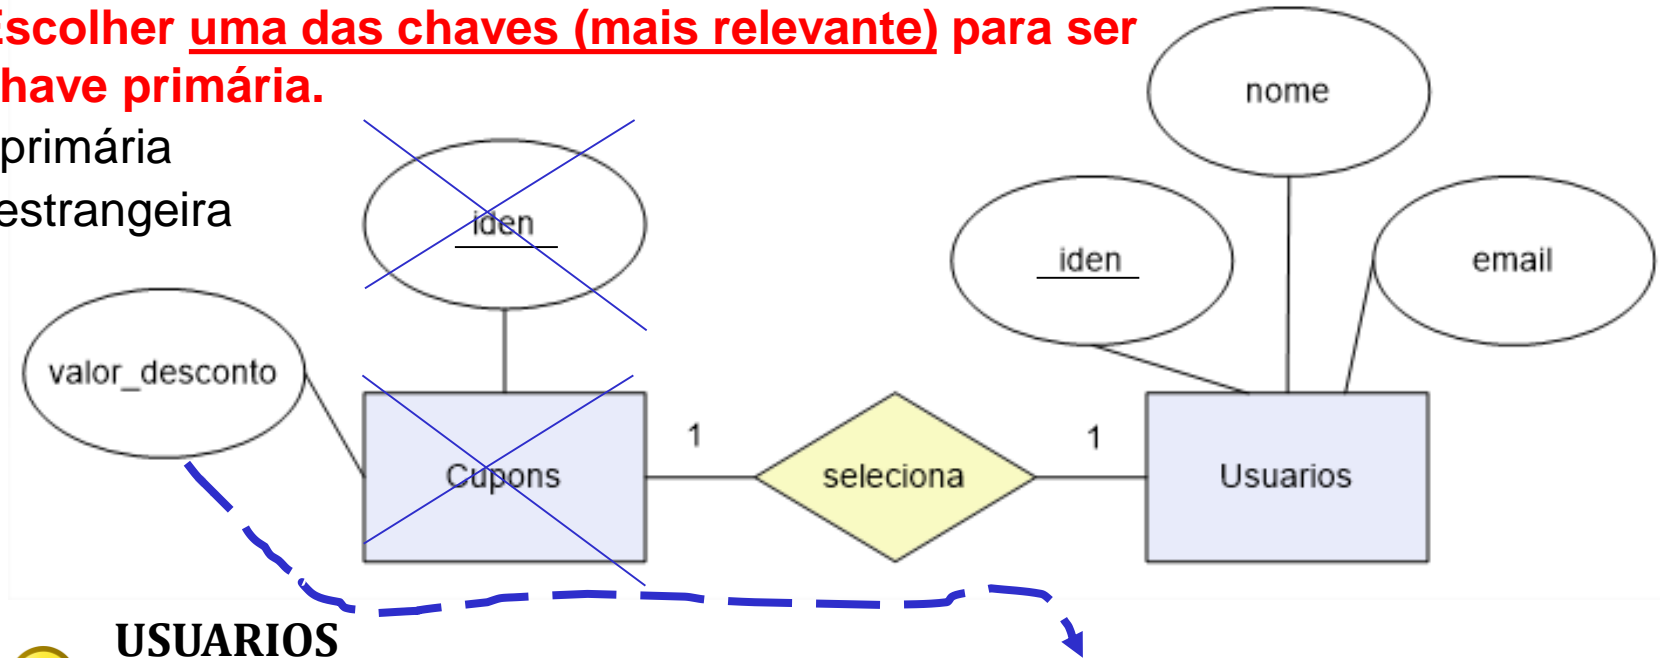 Escolher uma das chaves (mais relevante) para ser
have primária.
primária
estrangeira
nome
iden
iden
email
valor_desconto
1
1
Cupons
seleciona
Usuarios
USUARIOS